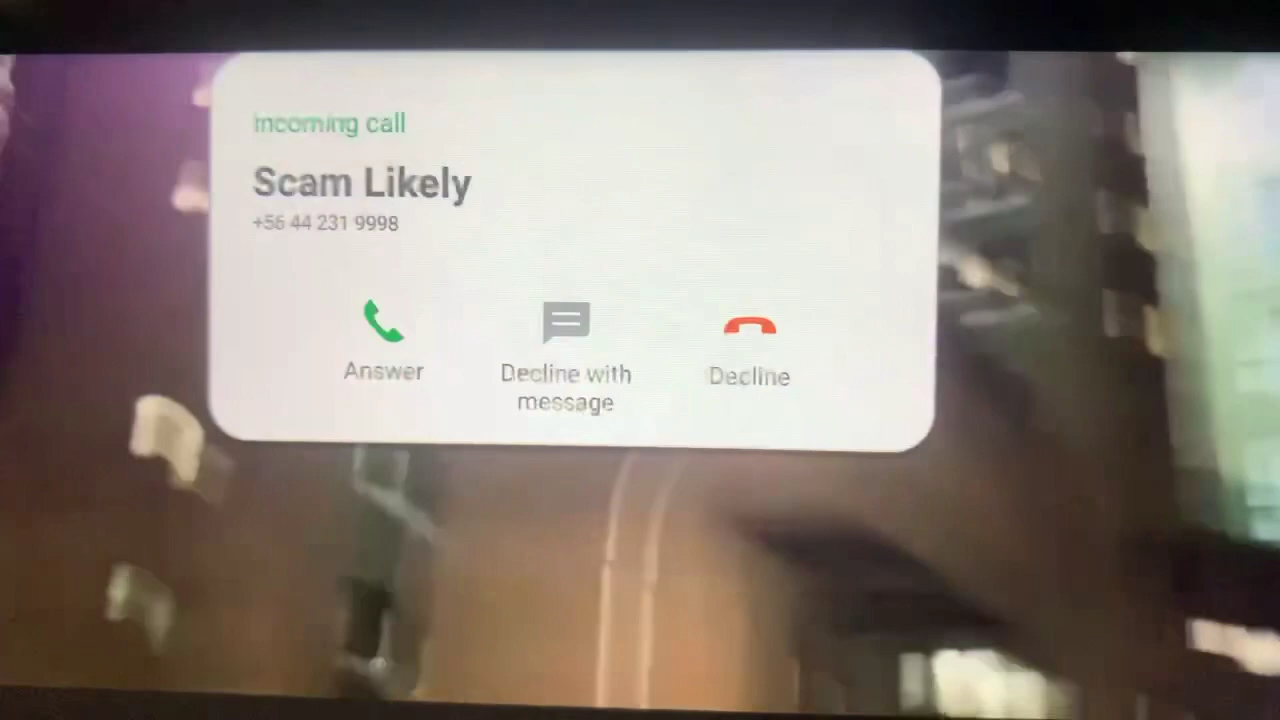 Incoming call
Scam Likely
+56 44 231 9998
Answer
Decline with
message
Decline